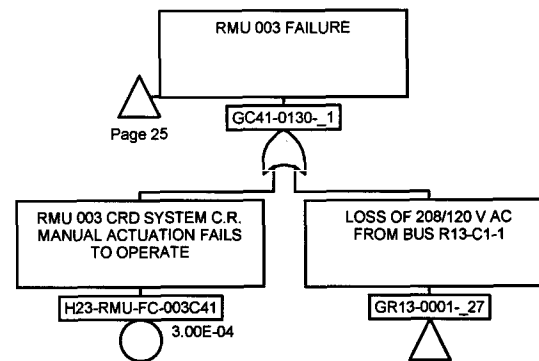 RMU 003 FAILURE
Page 25
GC41-0130-_1
RMU 003 CRD SYSTEM C.R.
MANUAL ACTUATION FAILS
TO OPERATE
LOSS OF 208/120 V AC
FROM BUS R13-C1-1
H23-RMU-FC-003C41
GR13-0001-_27
3.00E-04